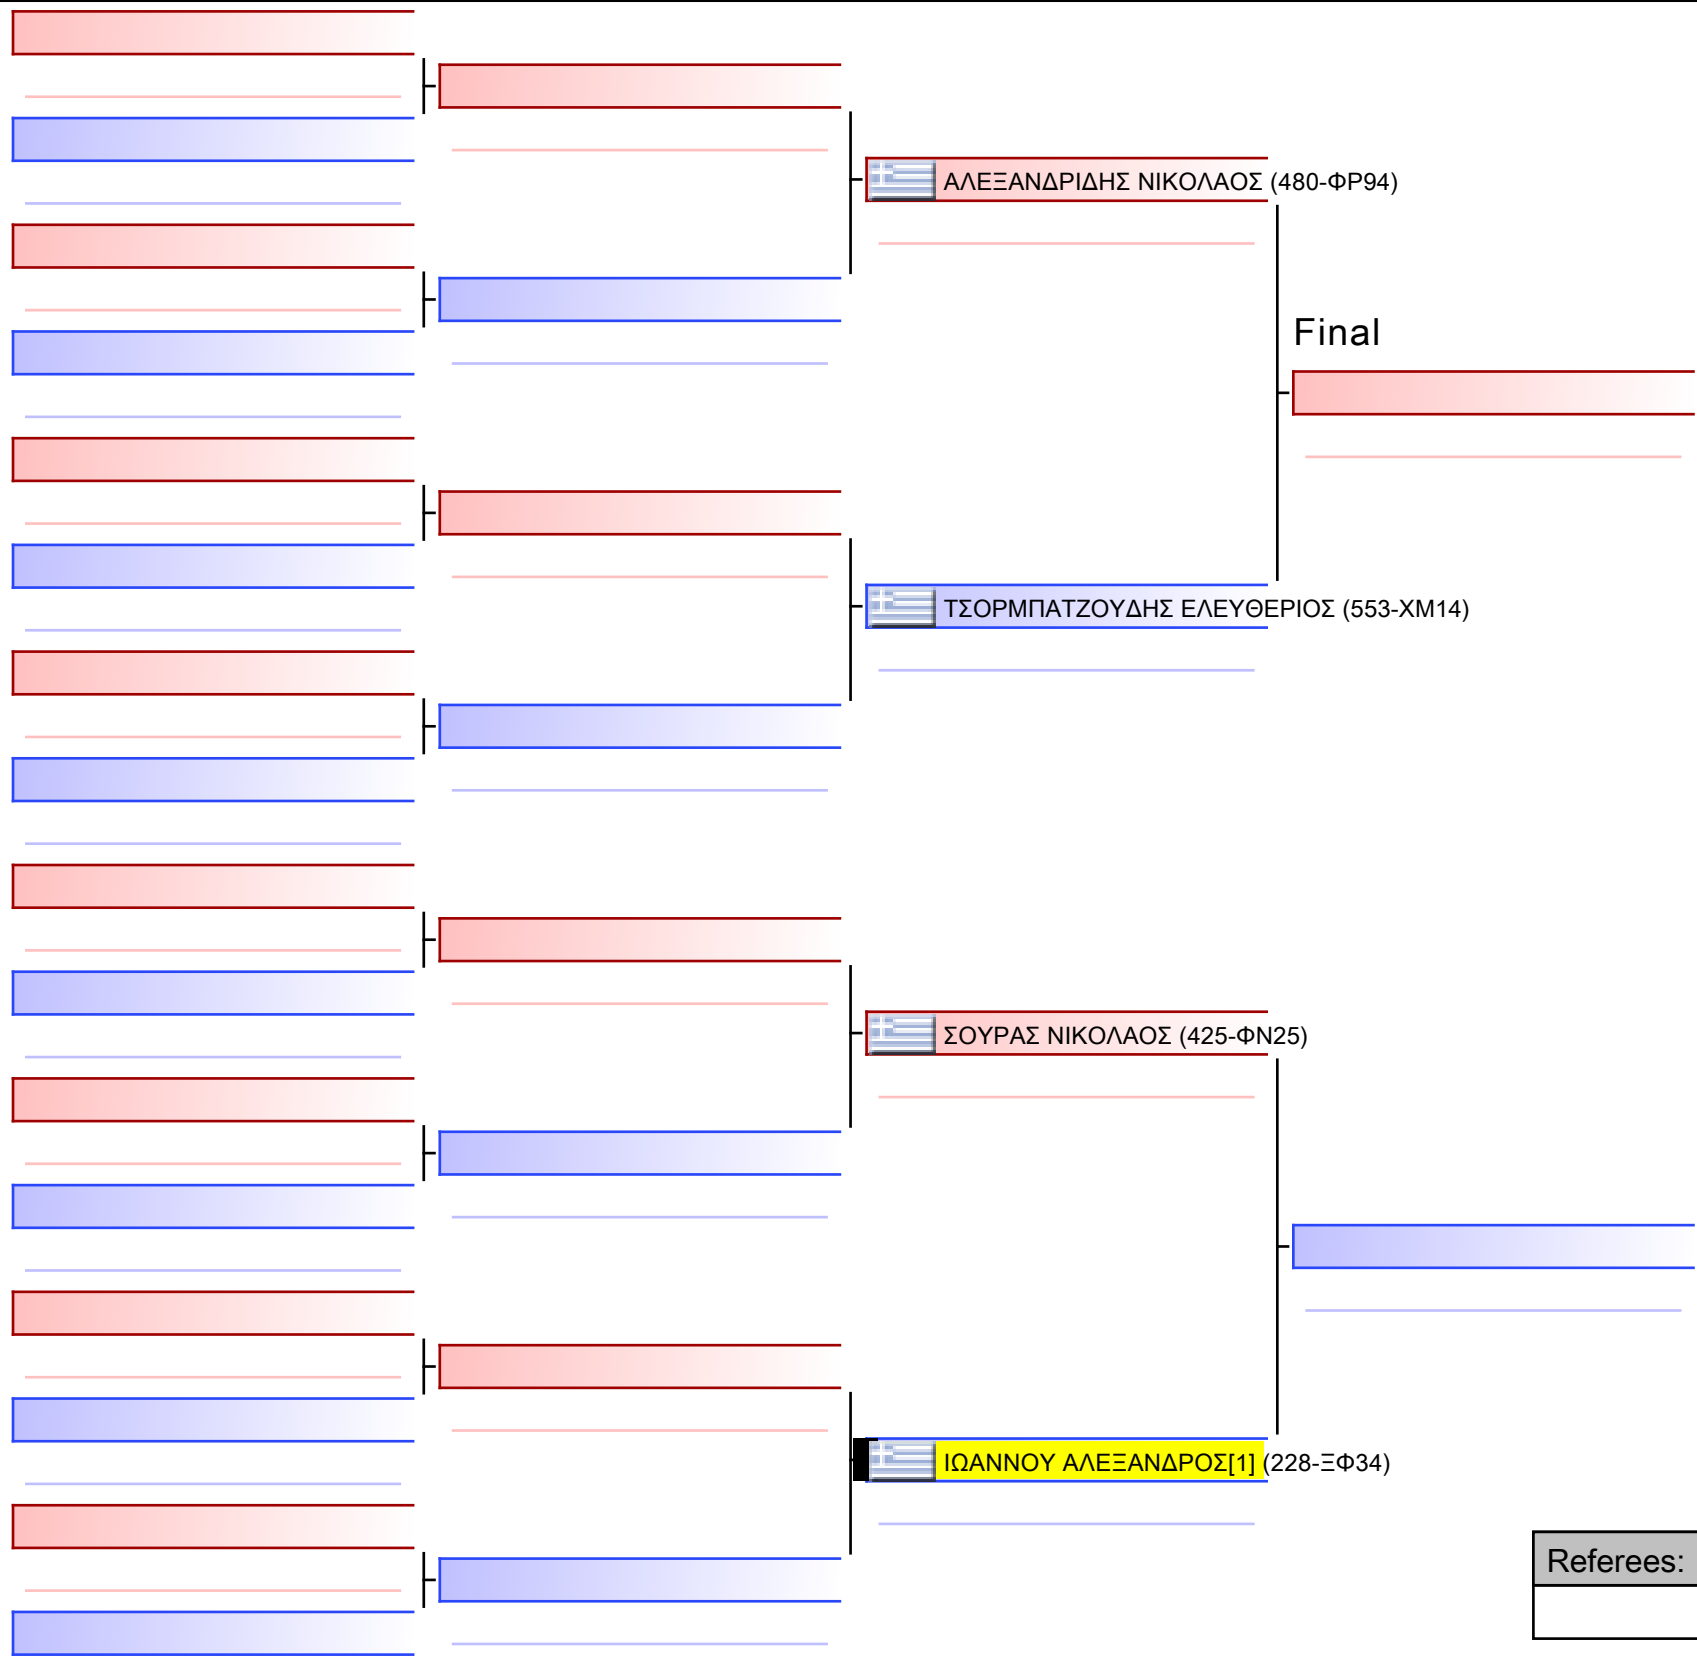 ΑΛΕΞΑΝΔΡΙΔΗΣ ΝΙΚΟΛΑΟΣ (480-ΦΡ94)
Final
ΤΣΟΡΜΠΑΤΖΟΥΔΗΣ ΕΛΕΥΘΕΡΙΟΣ (553-ΧΜ14)
ΣΟΥΡΑΣ ΝΙΚΟΛΑΟΣ (425-ΦΝ25)
ΙΩΑΝΝΟΥ ΑΛΕΞΑΝΔΡΟΣ[1] (228-ΞΦ34)
Referees: